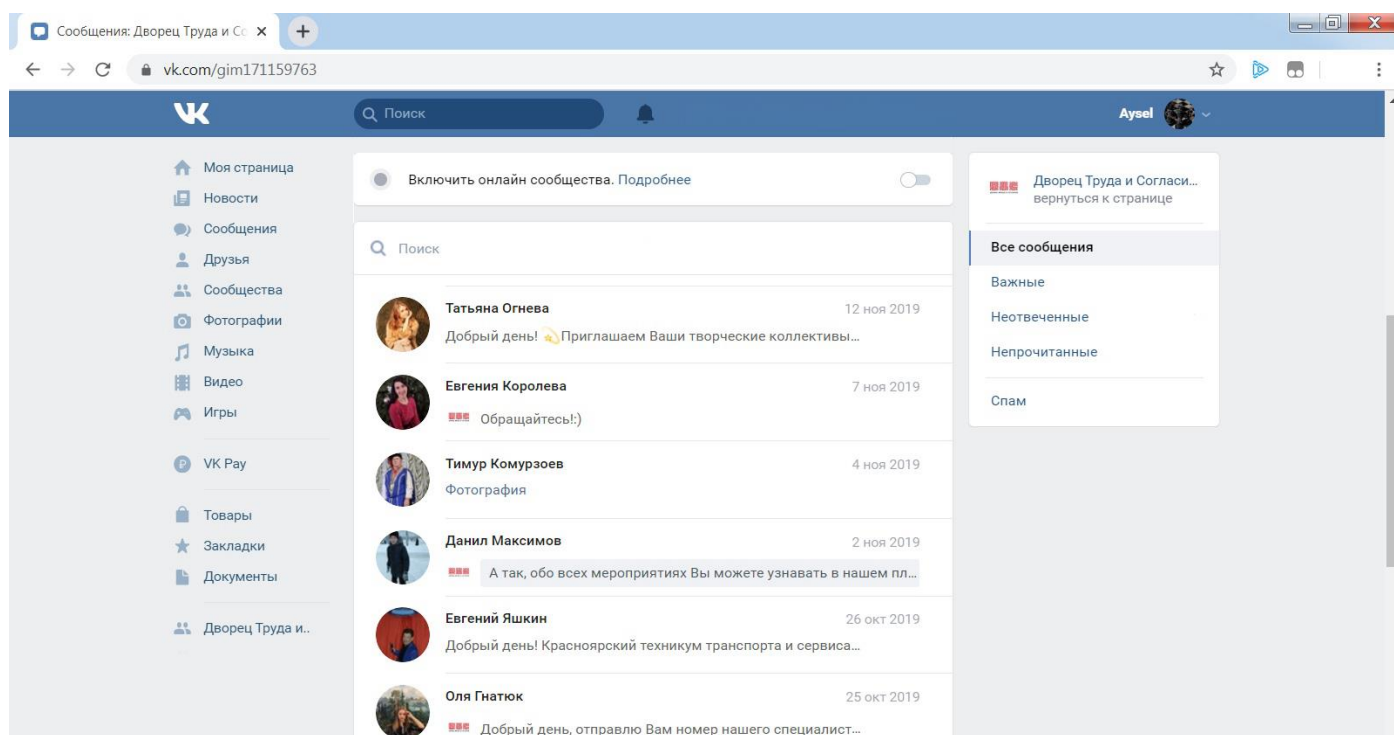 Сообщения: Дворец Труда и Со
vk.com/gim171159763
Поиск
Aysel
Моя страница
Новости
Сообщения
Друзья
Сообщества
Фотографии
Музыка
Видео
Игры
VK Pay
Товары
Закладки
Документы
Дворец Труда и..
Включить онлайн сообщества. Подробнее
Поиск
Татьяна Огнева
12 ноя 2019
Добрый день! 💫Приглашаем Ваши творческие коллективы...
Евгения Королева
7 ноя 2019
Обращайтесь!:)
Тимур Комурзоев
4 ноя 2019
Фотография
Данил Максимов
2 ноя 2019
А так, обо всех мероприятиях Вы можете узнавать в нашем пл...
Евгений Яшкин
26 окт 2019
Добрый день! Красноярский техникум транспорта и сервиса...
Оля Гнатюк
25 окт 2019
Добрый день, отправлю Вам номер нашего специалист...
Дворец Труда и Согласи...
вернуться к странице
Все сообщения
Важные
Неотвеченные
Непрочитанные
Спам